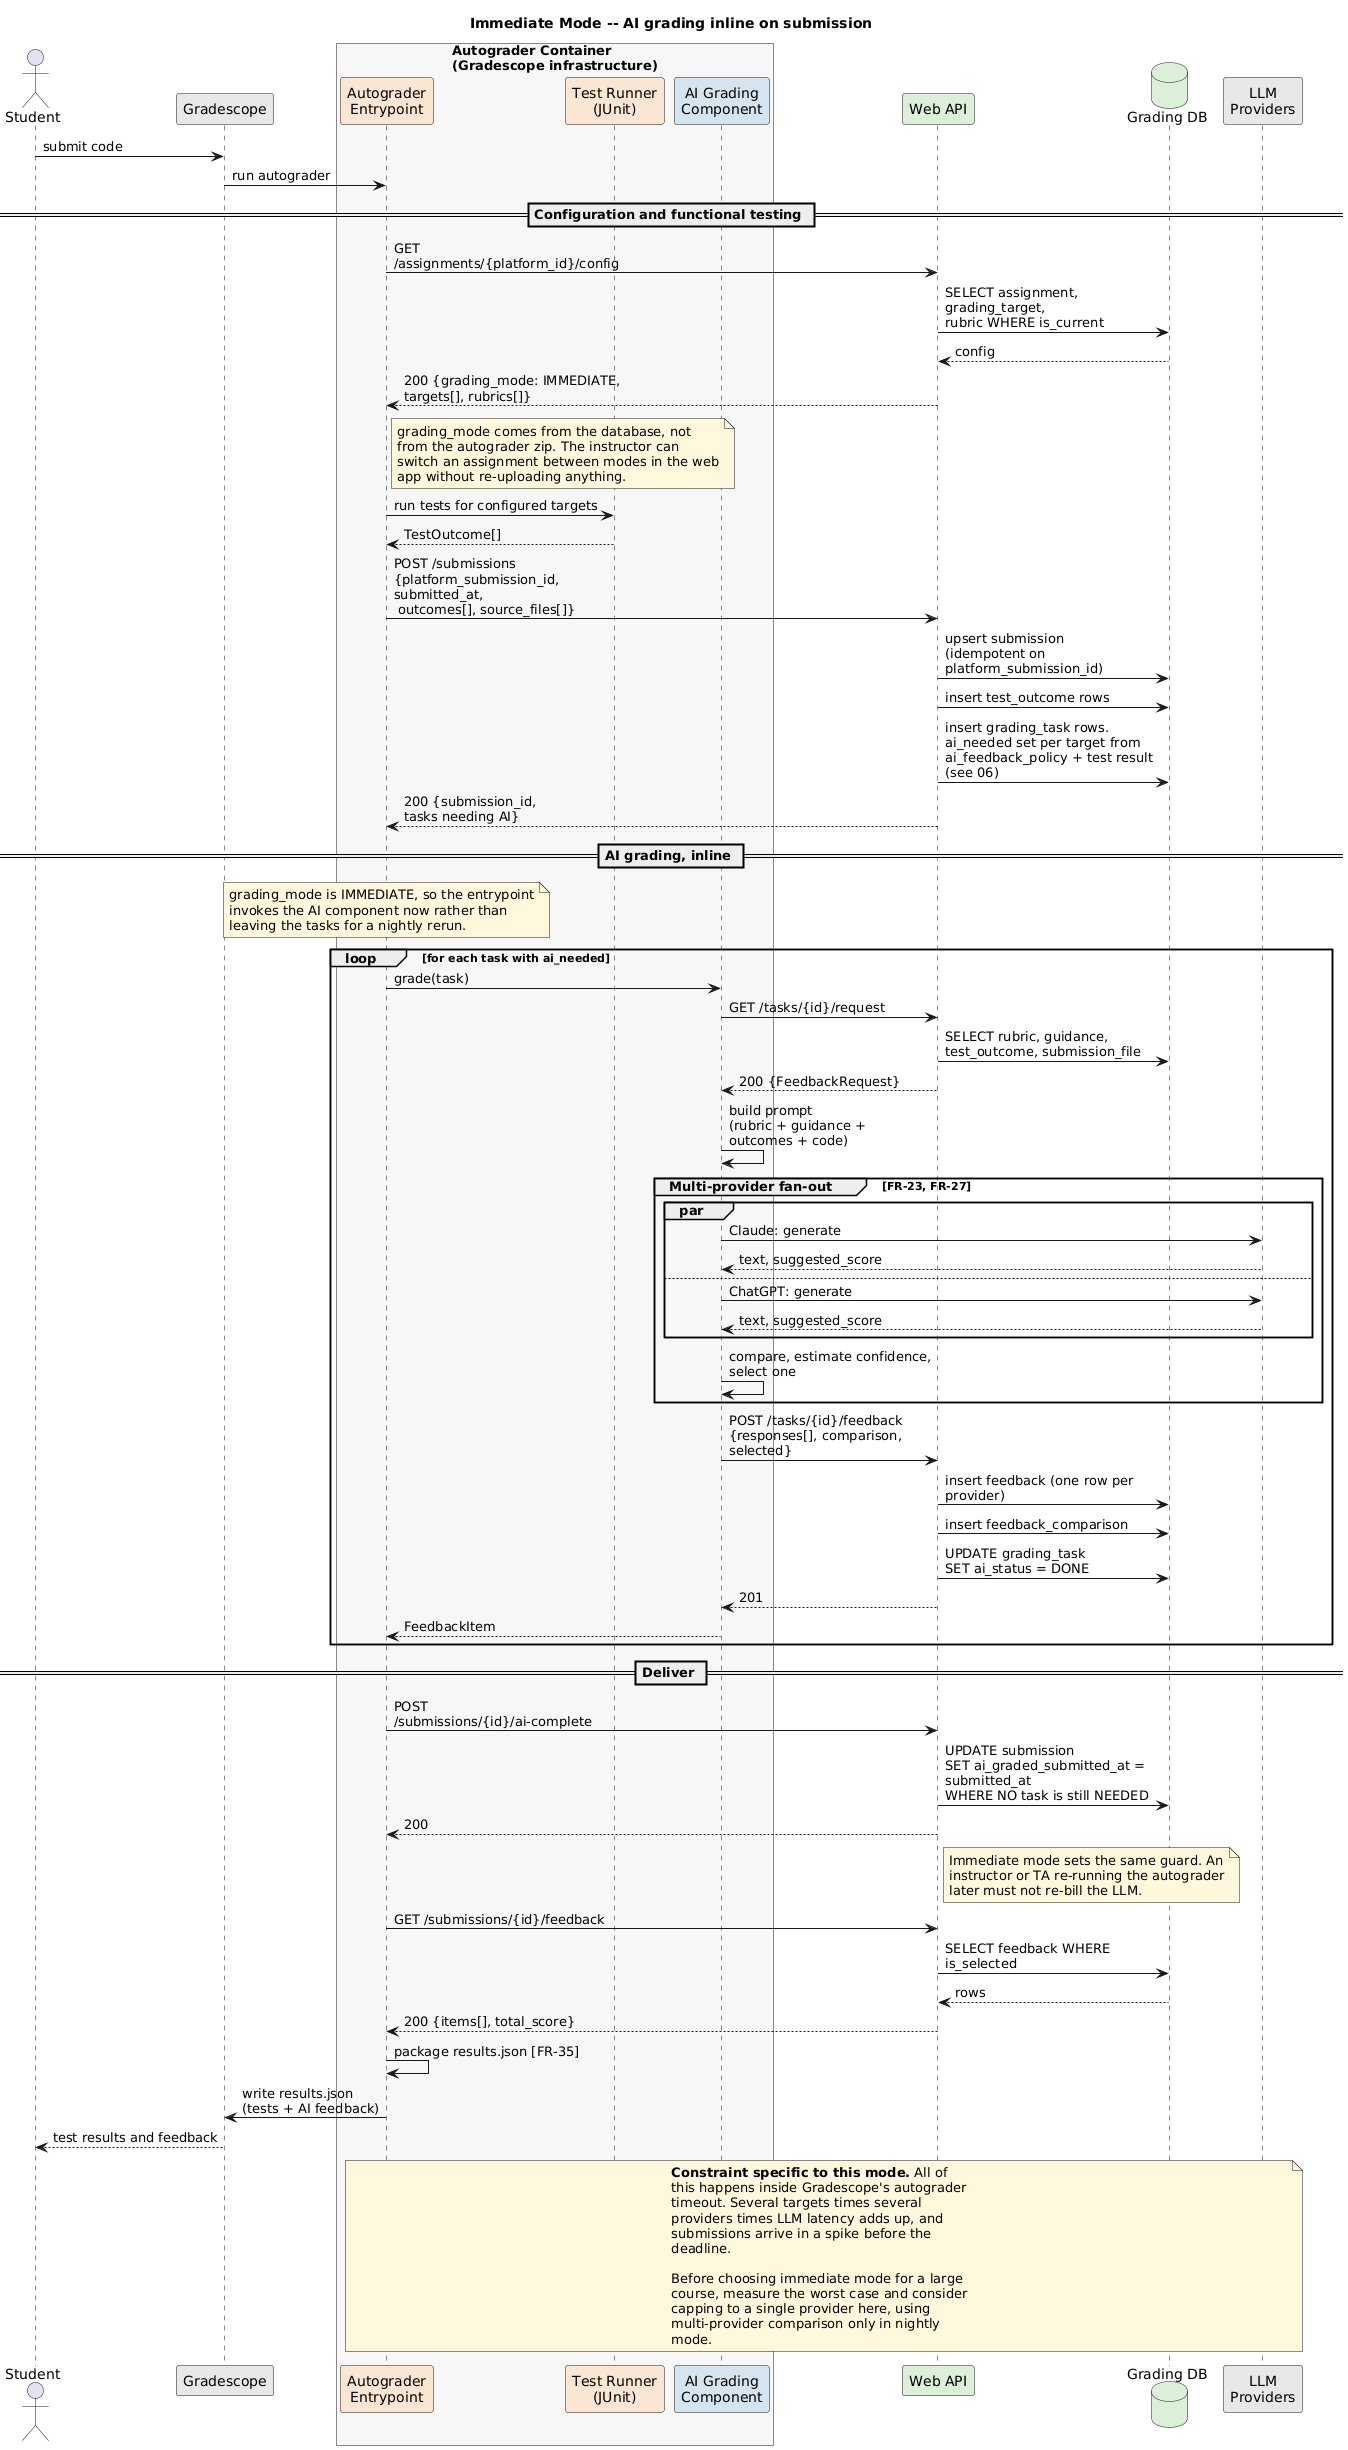 Immediate Mode -- AI grading inline on submission
Autograder Container
(Gradescope infrastructure)
Student
Gradescope
Autograder
Entrypoint
Test Runner
(JUnit)
AI Grading
Component
Web API
Grading DB
LLM
Providers
submit code
run autograder
Configuration and functional testing
GET
/assignments/{platform_id}/config
SELECT assignment,
grading_target,
rubric WHERE is_current
config
200 {grading_mode: IMMEDIATE,
targets[], rubrics[]}
grading_mode comes from the database, not
from the autograder zip. The instructor can
switch an assignment between modes in the web
app without re-uploading anything.
run tests for configured targets
TestOutcome[]
POST /submissions
{platform_submission_id,
submitted_at,
outcomes[], source_files[]}
upsert submission
(idempotent on
platform_submission_id)
insert test_outcome rows
insert grading_task rows.
ai_needed set per target from
ai_feedback_policy + test result
(see 06)
200 {submission_id,
tasks needing AI}
AI grading, inline
grading_mode is IMMEDIATE, so the entrypoint
invokes the AI component now rather than
leaving the tasks for a nightly rerun.
loop [for each task with ai_needed]
grade(task)
GET /tasks/{id}/request
SELECT rubric, guidance,
test_outcome, submission_file
200 {FeedbackRequest}
build prompt
(rubric + guidance +
outcomes + code)
Multi-provider fan-out [FR-23, FR-27]
par
Claude: generate
text, suggested_score
ChatGPT: generate
text, suggested_score
compare, estimate confidence,
select one
POST /tasks/{id}/feedback
{responses[], comparison,
selected}
insert feedback (one row per
provider)
insert feedback_comparison
UPDATE grading_task
SET ai_status = DONE
201
FeedbackItem
Deliver
POST
/submissions/{id}/ai-complete
UPDATE submission
SET ai_graded_submitted_at =
submitted_at
WHERE NO task is still NEEDED
200
Immediate mode sets the same guard. An
instructor or TA re-running the autograder
later must not re-bill the LLM.
GET /submissions/{id}/feedback
SELECT feedback WHERE
is_selected
rows
200 {items[], total_score}
package results.json [FR-35]
write results.json
(tests + AI feedback)
test results and feedback
Constraint specific to this mode. All of
this happens inside Gradescope's autograder
timeout. Several targets times several
providers times LLM latency adds up, and
submissions arrive in a spike before the
deadline.
Before choosing immediate mode for a large
course, measure the worst case and consider
capping to a single provider here, using
multi-provider comparison only in nightly
mode.
Student
Gradescope
Autograder
Entrypoint
Test Runner
(JUnit)
AI Grading
Component
Web API
Grading DB
LLM
Providers